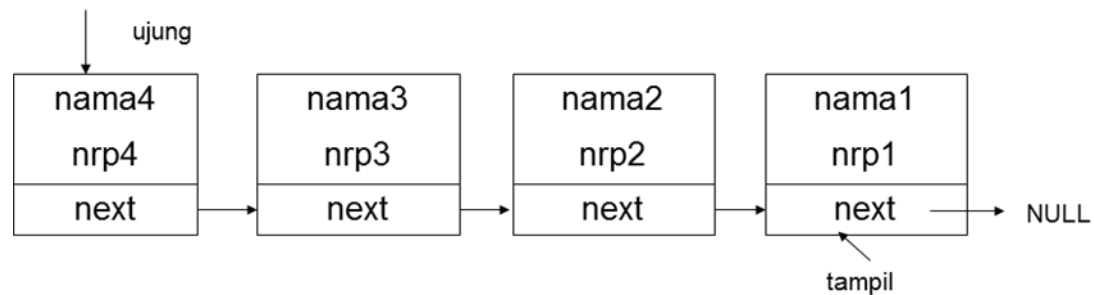 ujung
nama4 nama3 nama2 nama1
nrp4 nrp3 nrp2 nrp1
next next next next NULL
tampil